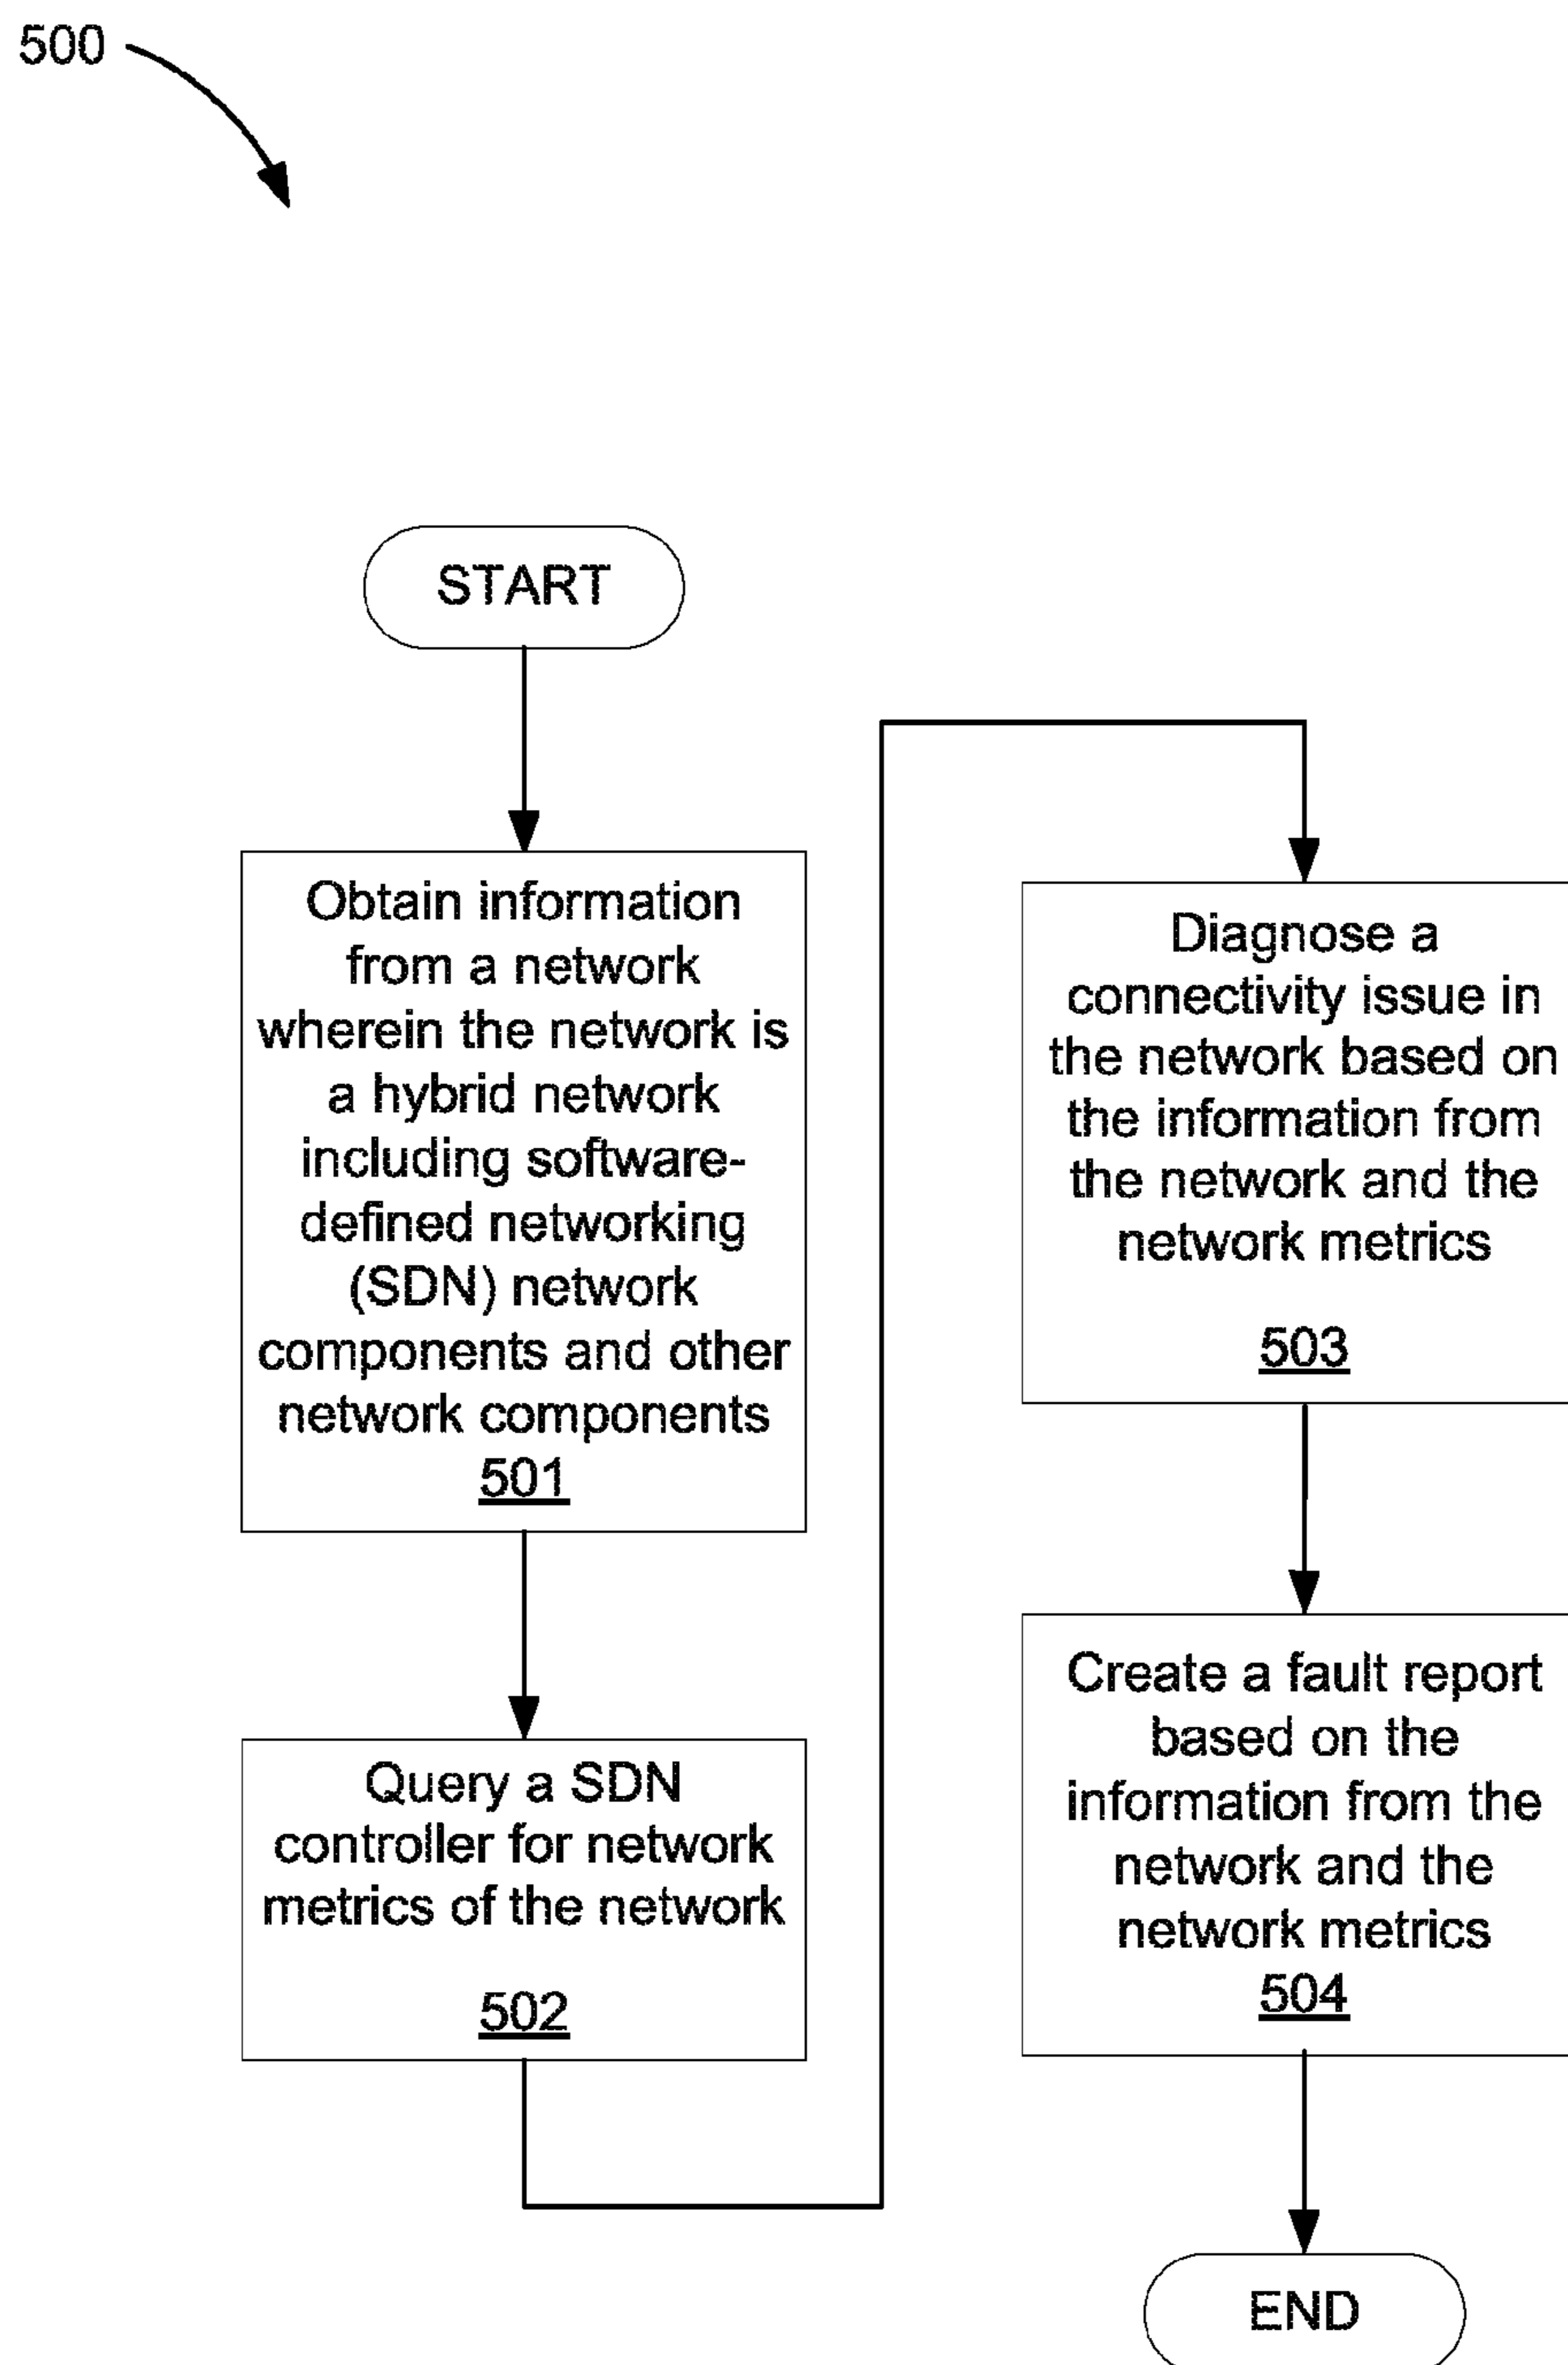 500
START
Obtain information
from a network
wherein the network is
a hybrid network
including software-
defined networking
(SDN) network
components and other
network components
501
Query a SDN
controller for network
metrics of the network
502
Diagnose a
connectivity issue in
the network based on
the information from
the network and the
network metrics
503
Create a fault report
based on the
information from the
network and the
network metrics
504
END